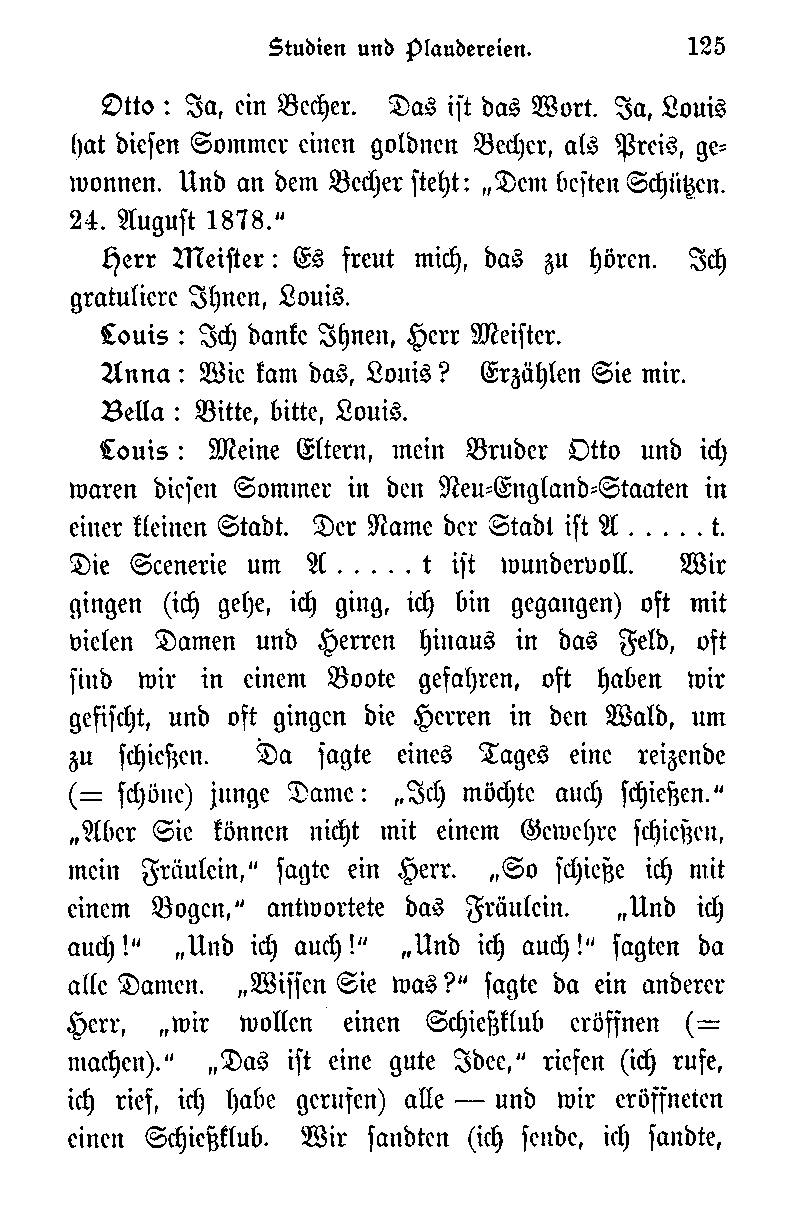 Studien und Plaudereien. 125
Otto : Ja, ein Becher. Das ist das Wort. Ja, Louis
hat diesen Sommer einen goldnen Becher, als Preis, ge=
wonnen. Und an dem Becher steht: „Dem besten Schützen.
24. August 1878."
Herr Meister : Es freut mich, das zu hören. Ich
gratuliere Ihnen, Louis.
Louis : Ich danke Ihnen, Herr Meister.
Anna : Wie kam das, Louis ? Erzählen Sie mir.
Bella : Bitte, bitte, Louis.
Louis : Meine Eltern, mein Bruder Otto und ich
waren diesen Sommer in den Neu=England=Staaten in
einer kleinen Stadt. Der Name der Stadt ist A . . . . . t.
Die Scenerie um A . . . . . t ist wundervoll. Wir
gingen (ich gehe, ich ging, ich bin gegangen) oft mit
vielen Damen und Herren hinaus in das Feld, oft
sind wir in einem Boote gefahren, oft haben wir
gefischt, und oft gingen die Herren in den Wald, um
zu schießen. Da sagte eines Tages eine reizende
(= schöne) junge Dame : „Ich möchte auch schießen."
„Aber Sie können nicht mit einem Gewehre schießen,
mein Fräulein," sagte ein Herr. „So schieße ich mit
einem Bogen," antwortete das Fräulein. „Und ich
auch !" „Und ich auch !" „Und ich auch !" sagten da
alle Damen. „Wissen Sie was ?" sagte da ein anderer
Herr, „wir wollen einen Schießklub eröffnen (=
machen)." „Das ist eine gute Idee," riefen (ich rufe,
ich rief, ich habe gerufen) alle — und wir eröffneten
einen Schießklub. Wir sandten (ich sende, ich sandte,